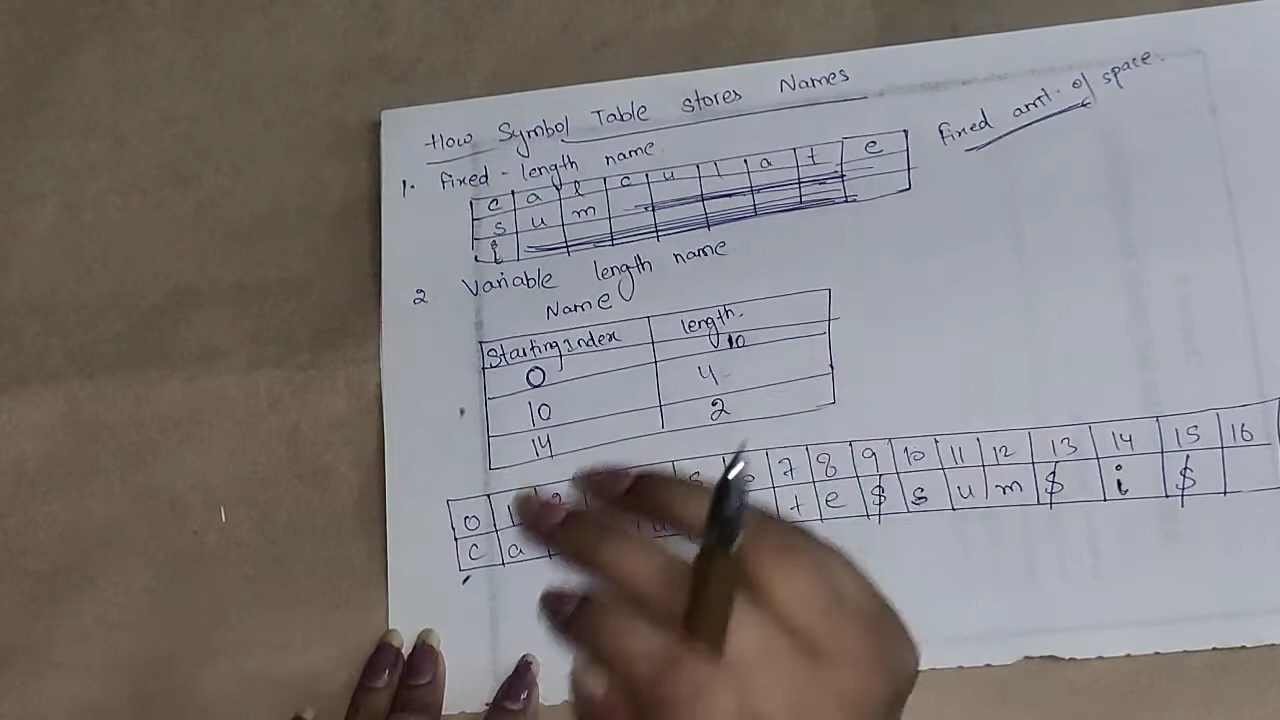 How Symbol Table stores Names
Fixed amt. of space.
1. Fixed - length name
c a l c u l a t e
s u m
i
2 Variable length name
Name
Starting Index length.
0 10
10 4
14 2
0 1 2 7 8 9 10 11 12 13 14 15 16
c a t e $ s u m $ i $